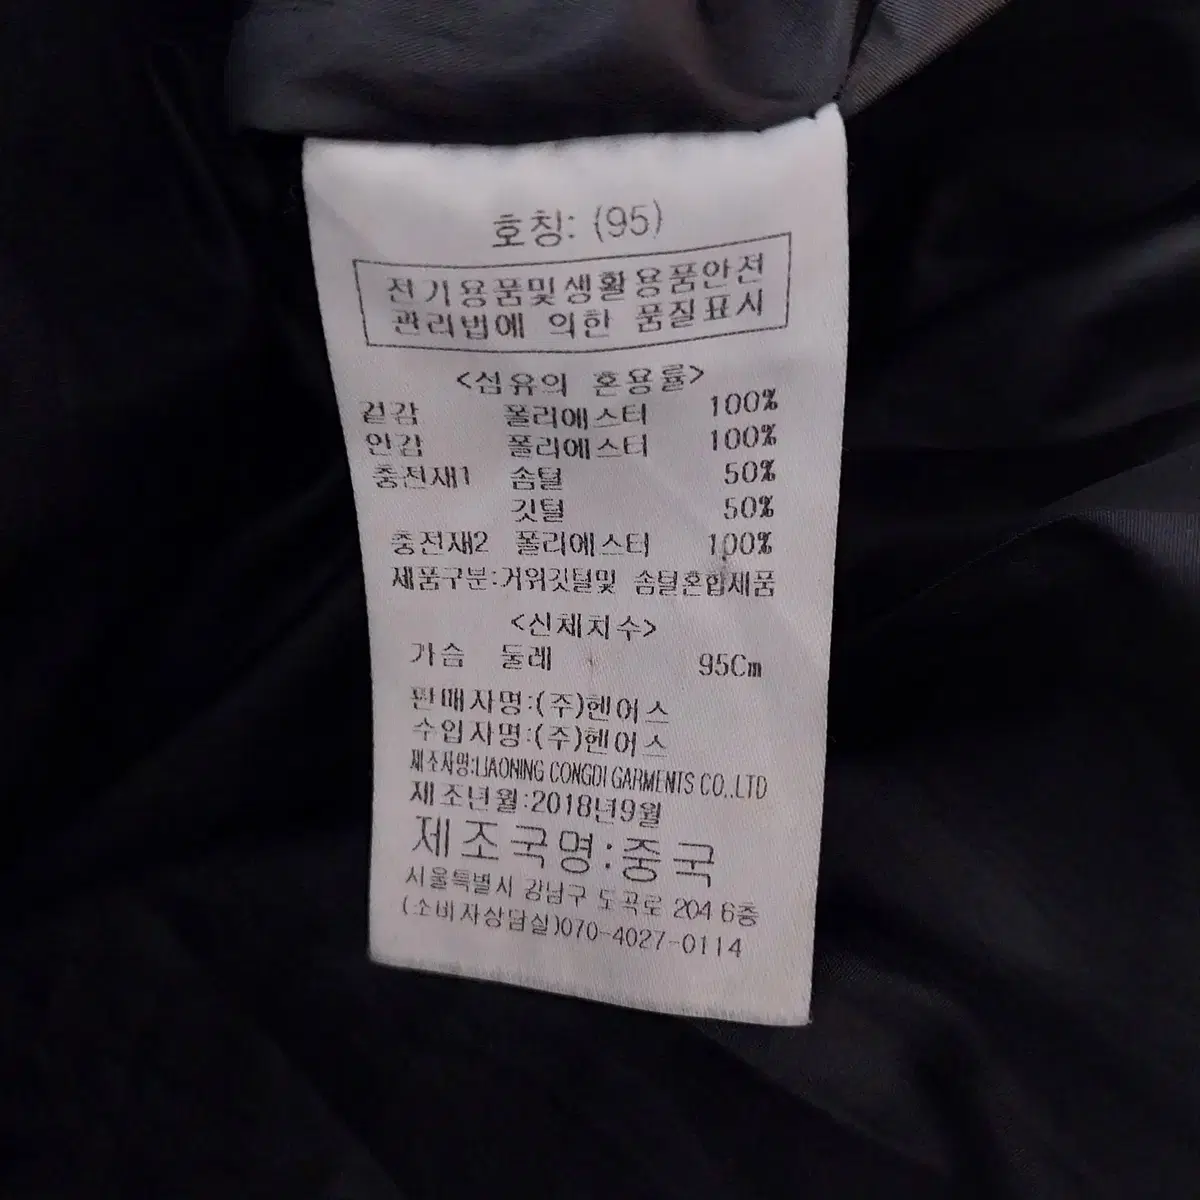 호칭: (95)
전기용품및생활용품안전
관리법에 의한 품질표시
<섬유의 혼용률>
겉감 폴리에스터 100%
안감 폴리에스터 100%
충전재1 솜털 50%
깃털 50%
충전재2 폴리에스터 100%
제품구분:거위깃털및 솜털혼합제품
<신체치수>
가슴 둘레 95Cm
판매자명:(주)헨어스
수입자명:(주)헨어스
제조자명:LIAONING CONGDI GARMENTS CO.,LTD
제조년월:2018년9월
제조국명:중국
서울특별시 강남구 도곡로 204 6층
(소비자상담실)070-4027-0114